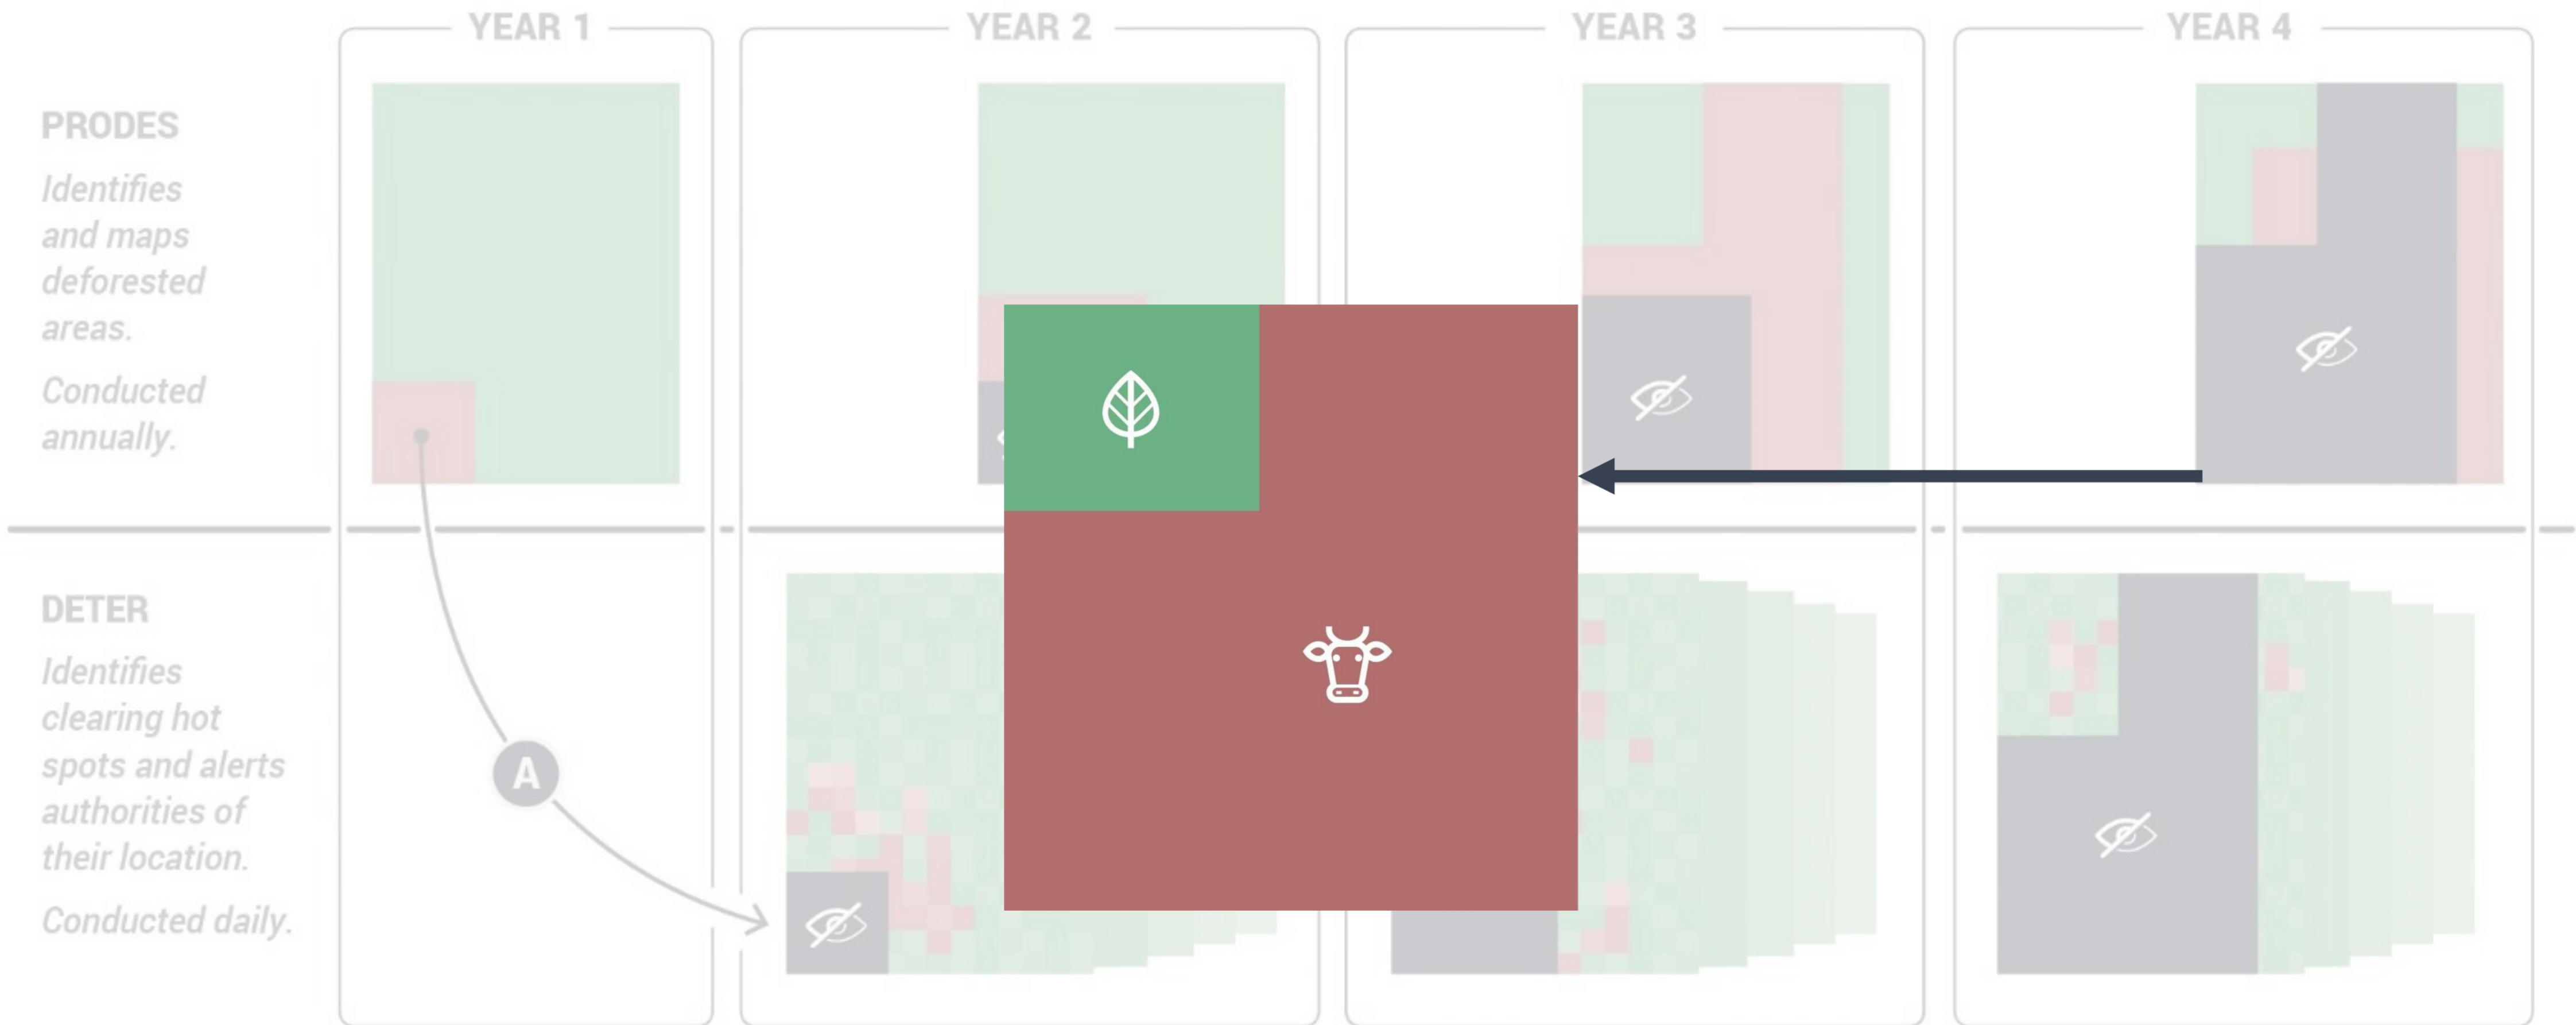 YEAR 1
YEAR 2
YEAR 3
YEAR 4
PRODES
Identifies
and maps
deforested
areas.
Conducted
annually.
DETER
Identifies
clearing hot
spots and alerts
authorities of
their location.
Conducted daily.
A